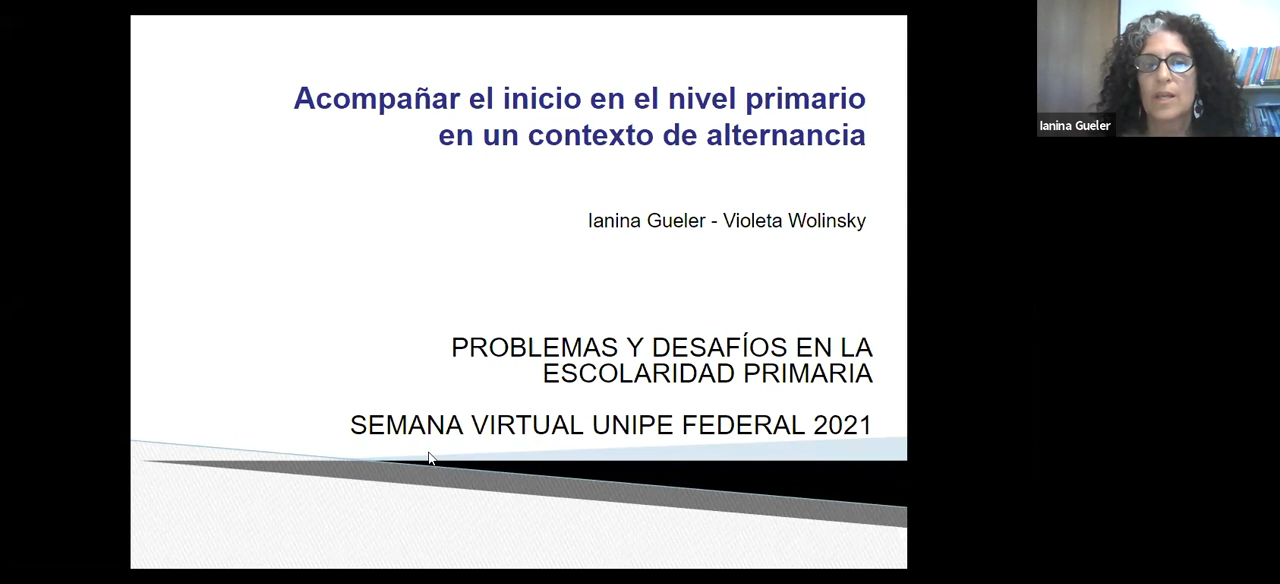 Acompañar el inicio en el nivel primario
en un contexto de alternancia
Ianina Gueler - Violeta Wolinsky
PROBLEMAS Y DESAFÍOS EN LA
ESCOLARIDAD PRIMARIA
SEMANA VIRTUAL UNIPE FEDERAL 2021
Ianina Gueler